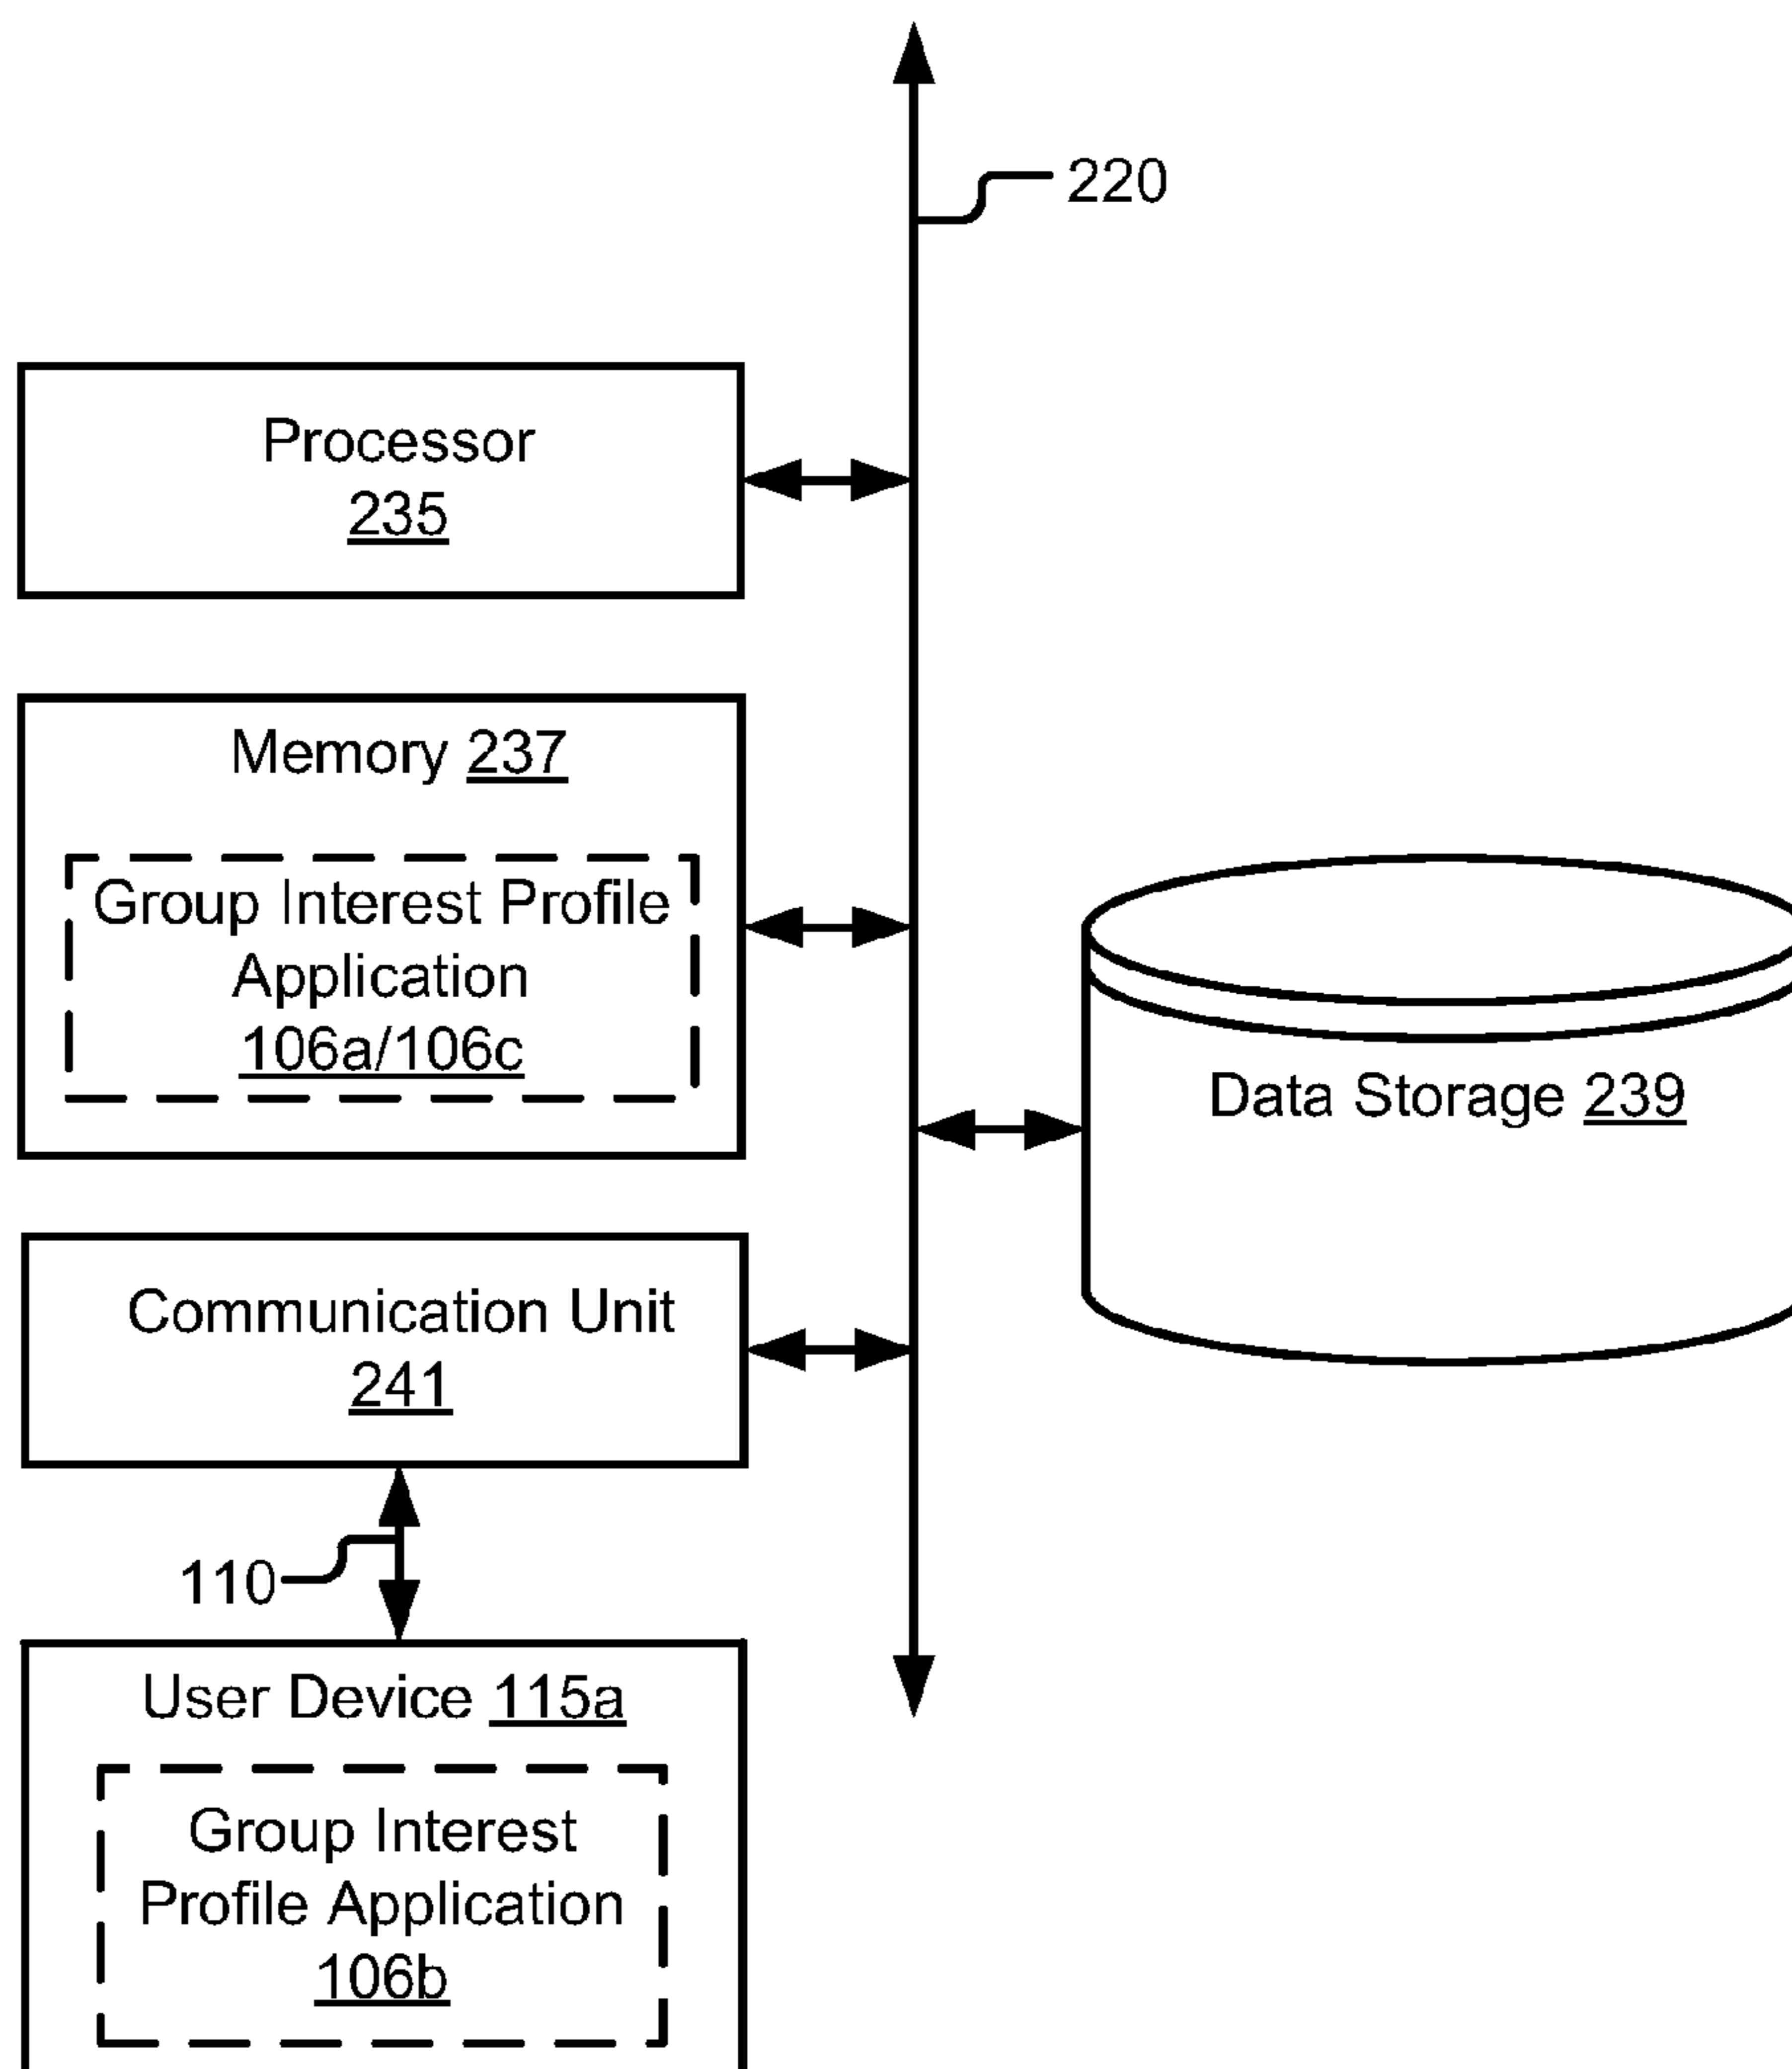 220
Processor
235
Memory 237
Group Interest Profile
Application
106a/106c
Data Storage 239
Communication Unit
241
110
User Device 115a
Group Interest
Profile Application
106b